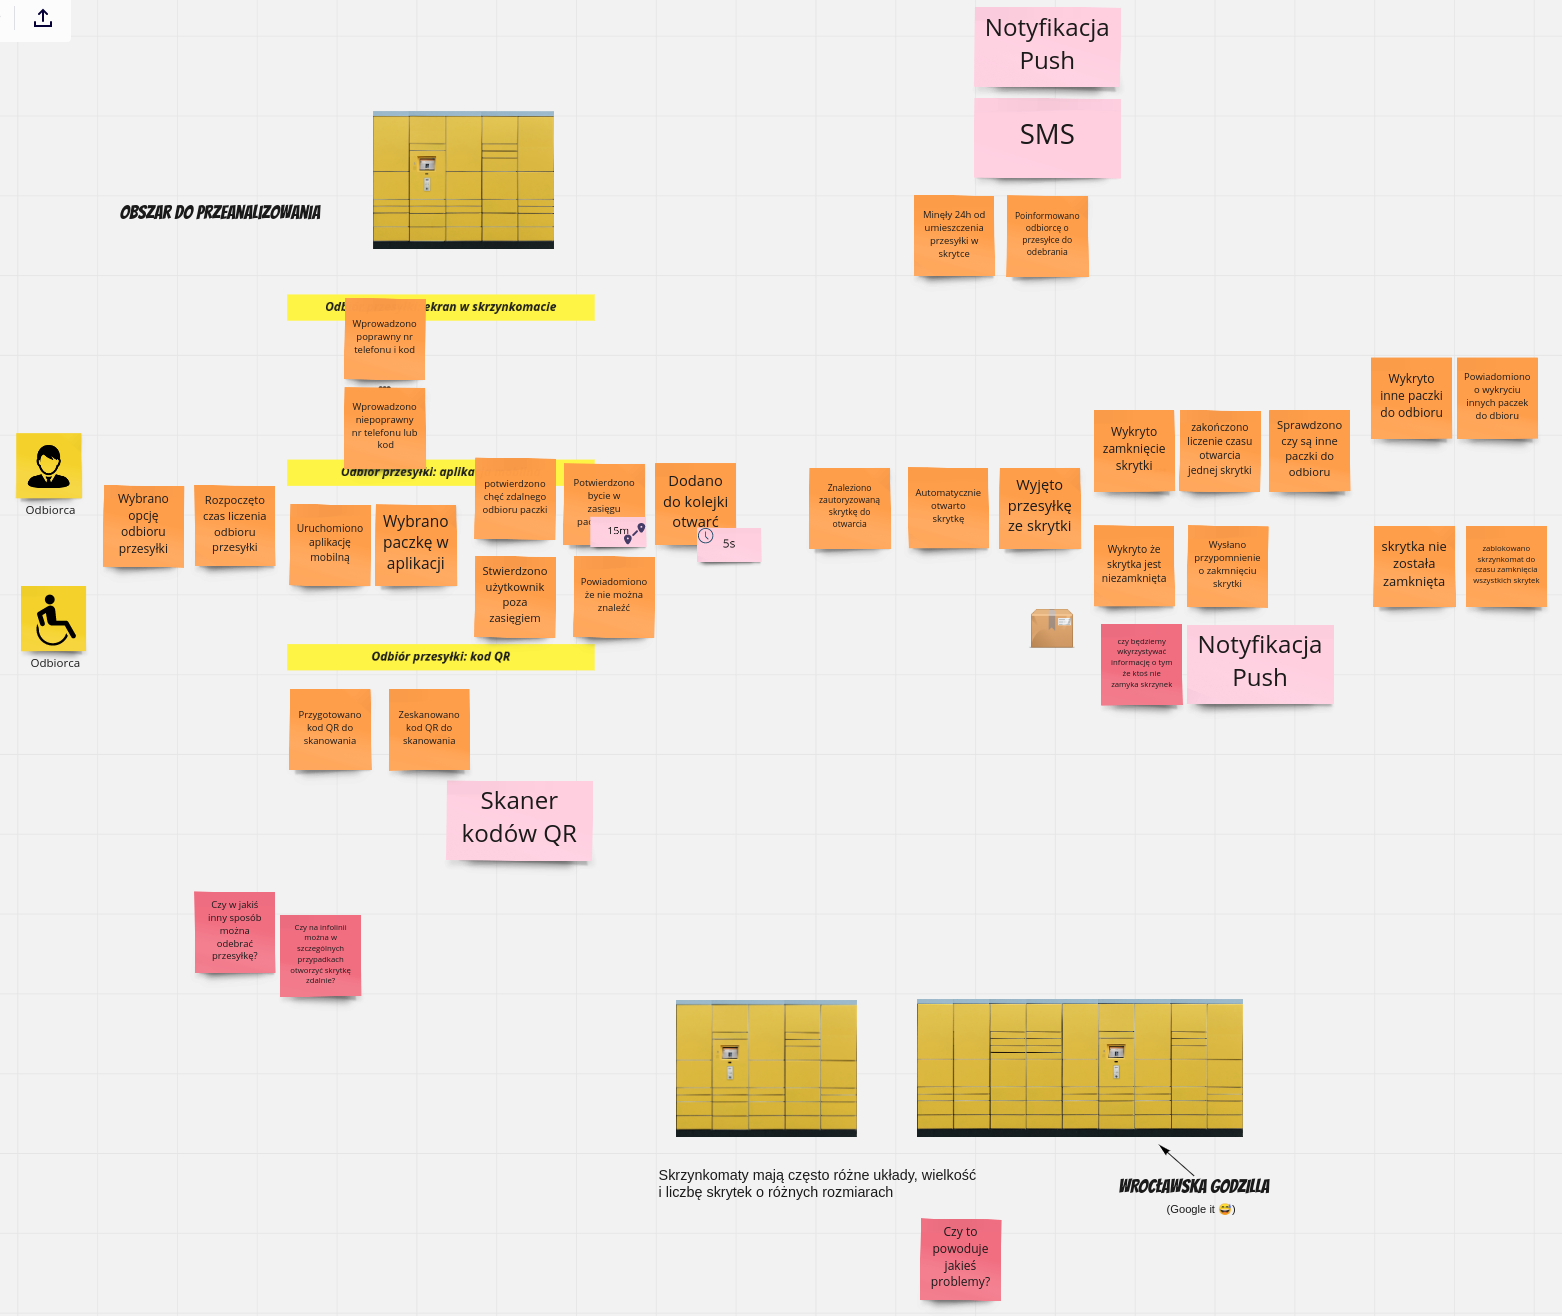 Notyfikacja
Push
SMS
OBSZAR DO PRZEANALIZOWANIA
Minęły 24h od
umieszczenia
przesyłki w
skrytce
Poinformowano
odbiorcę o
przesyłce do
odebrania
ekran w skrzynkomacie
Wprowadzono
poprawny nr
telefonu i kod
Wprowadzono
niepoprawny
nr telefonu lub
kod
Odbiór przesyłki: aplika
Odbiorca
Odbiorca
Wybrano
opcję
odbioru
przesyłki
Rozpoczęto
czas liczenia
odbioru
przesyłki
Uruchomiono
aplikację
mobilną
Wybrano
paczkę w
aplikacji
potwierdzono
chęć zdalnego
odbioru paczki
Potwierdzono
bycie w
zasięgu
15m
Dodano
do kolejki
otwarć
5s
Stwierdzono
użytkownik
poza
zasięgiem
Powiadomiono
że nie można
znaleźć
Odbiór przesyłki: kod QR
Przygotowano
kod QR do
skanowania
Zeskanowano
kod QR do
skanowania
Skaner
kodów QR
Znaleziono
zautoryzowaną
skrytkę do
otwarcia
Automatycznie
otwarto
skrytkę
Wyjęto
przesyłkę
ze skrytki
Wykryto
zamknięcie
skrytki
zakończono
liczenie czasu
otwarcia
jednej skrytki
Sprawdzono
czy są inne
paczki do
odbioru
Wykryto
inne paczki
do odbioru
Powiadomiono
o wykryciu
innych paczek
do dbioru
Wykryto że
skrytka jest
niezamknięta
Wysłano
przypomnienie
o zakmnięciu
skrytki
skrytka nie
została
zamknięta
zablokowano
skrzynkomat do
czasu zamknięcia
wszystkich skrytek
czy będziemy
wkyrzystywać
informację o tym
że ktoś nie
zamyka skrzynek
Notyfikacja
Push
Czy w jakiś
inny sposób
można
odebrać
przesyłkę?
Czy na infolinii
można w
szczególnych
przypadkach
otworzyć skrytkę
zdalnie?
Skrzynkomaty mają często różne układy, wielkość
i liczbę skrytek o różnych rozmiarach
WROCŁAWSKA GODZILLA
(Google it 😅)
Czy to
powoduje
jakieś
problemy?